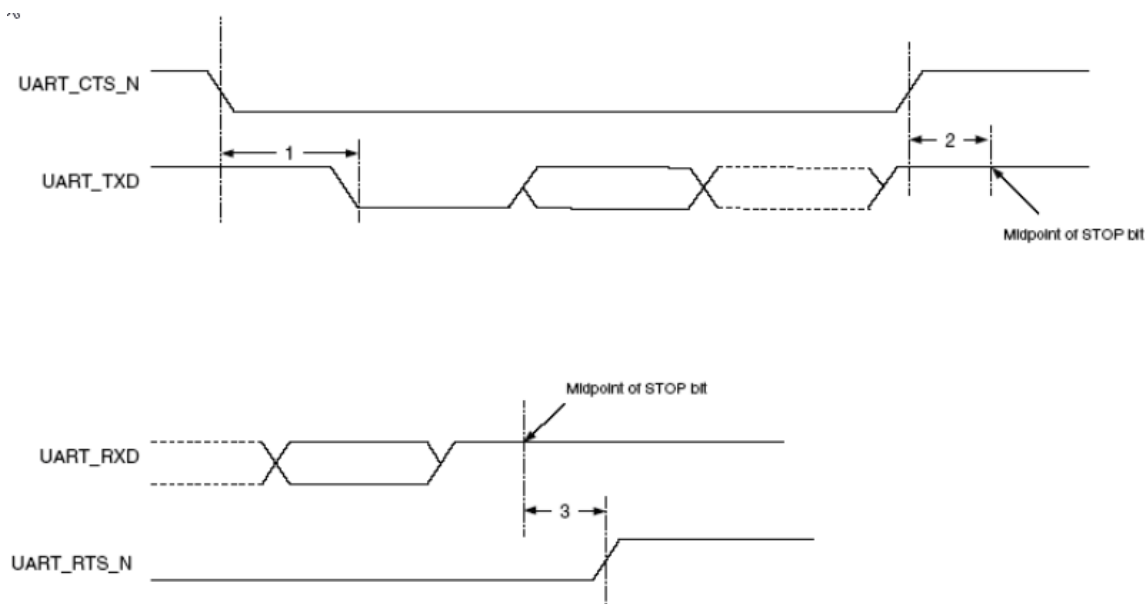 UART_CTS_N
1
2
UART_TXD
Midpoint of STOP bit
Midpoint of STOP bit
UART_RXD
3
UART_RTS_N